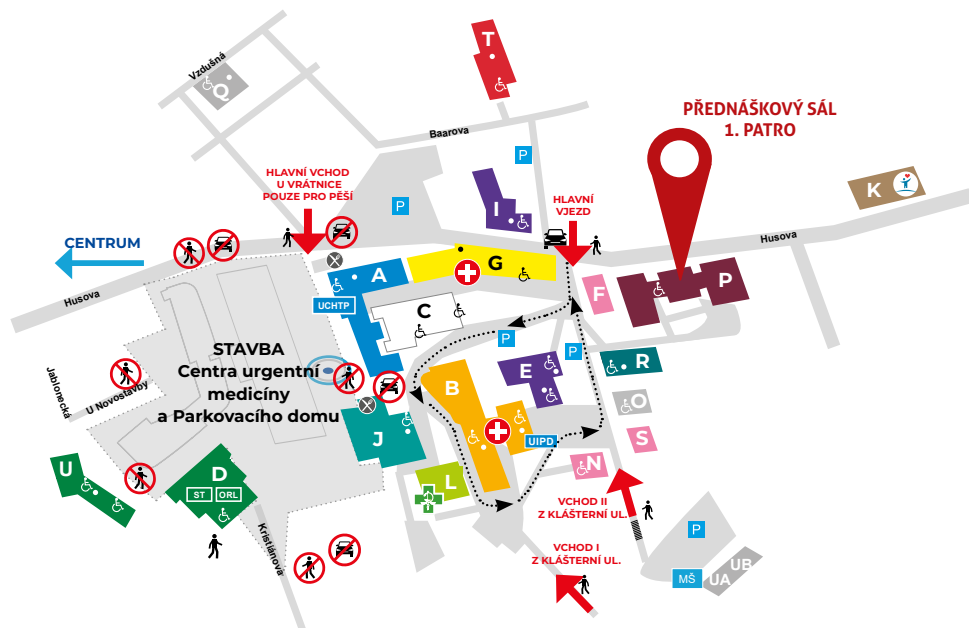 T
Vzdušná
Q
PŘEDNÁŠKOVÝ SÁL
1. PATRO
Baarova
P
HLAVNÍ VCHOD
U VRÁTNICE
POUZE PRO PĚŠÍ
P
I
HLAVNÍ
VJEZD
K
CENTRUM
Husova
Husova
A
G
UCHTP
C
F
P
P
P
STAVBA
Centra urgentní
medicíny
a Parkovacího domu
Jablonecká
U Novostavby
B
E
R
O
J
UIPD
S
U
D
ST
ORL
L
N
Kristiánova
VCHOD II
Z KLÁŠTERNÍ UL.
P
VCHOD I
Z KLÁŠTERNÍ UL.
MŠ
UA
UB